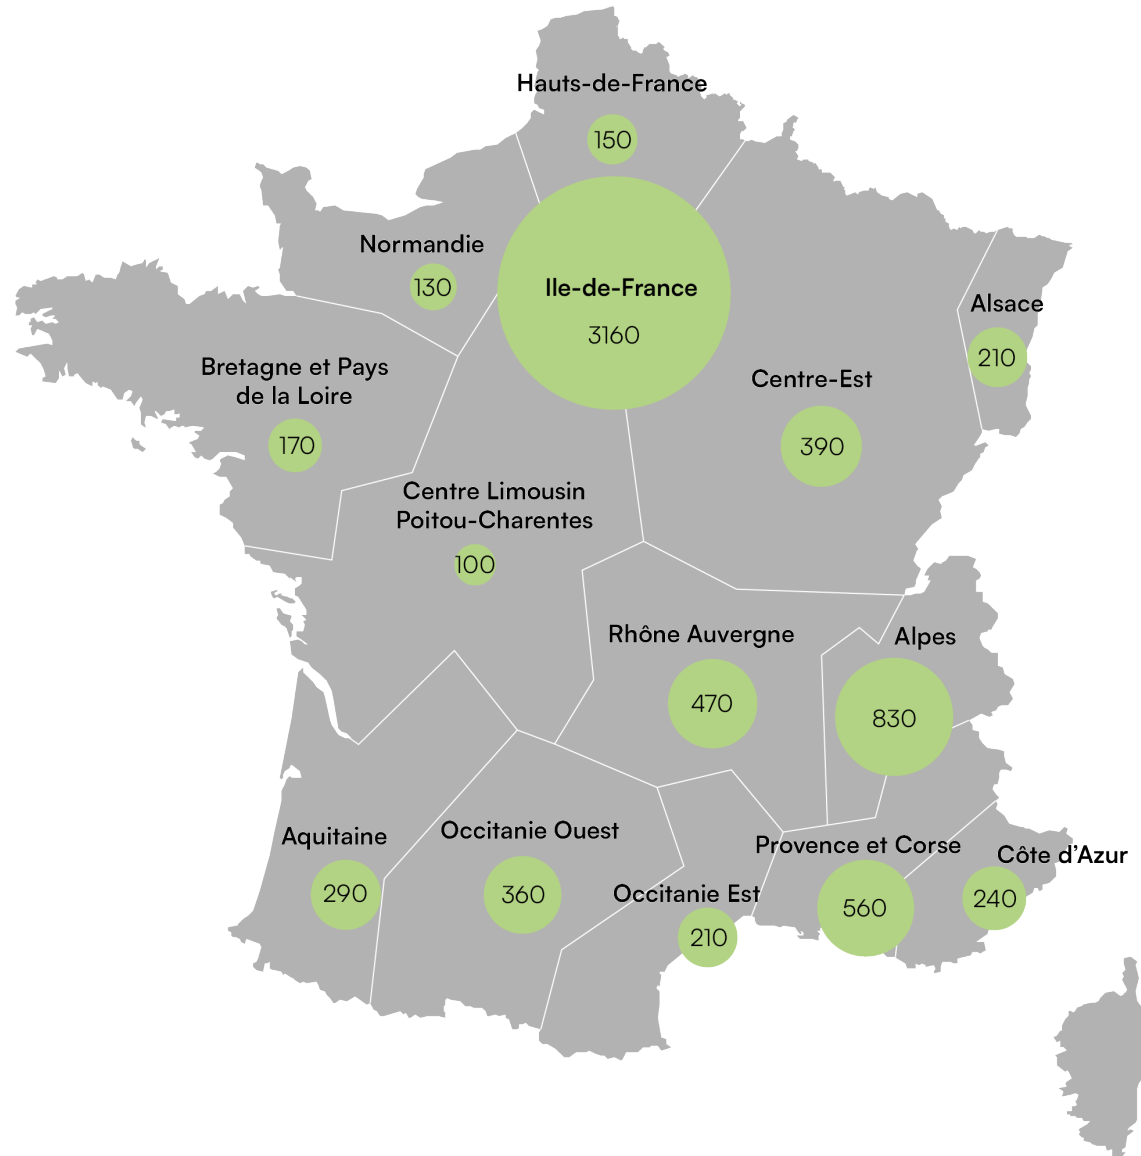 Hauts-de-France
150
Normandie
130
Ile-de-France
3160
Alsace
210
Bretagne et Pays
de la Loire
170
Centre-Est
390
Centre Limousin
Poitou-Charentes
100
Rhône Auvergne
470
Alpes
830
Aquitaine
290
Occitanie Ouest
360
Occitanie Est
210
Provence et Corse
560
Côte d’Azur
240